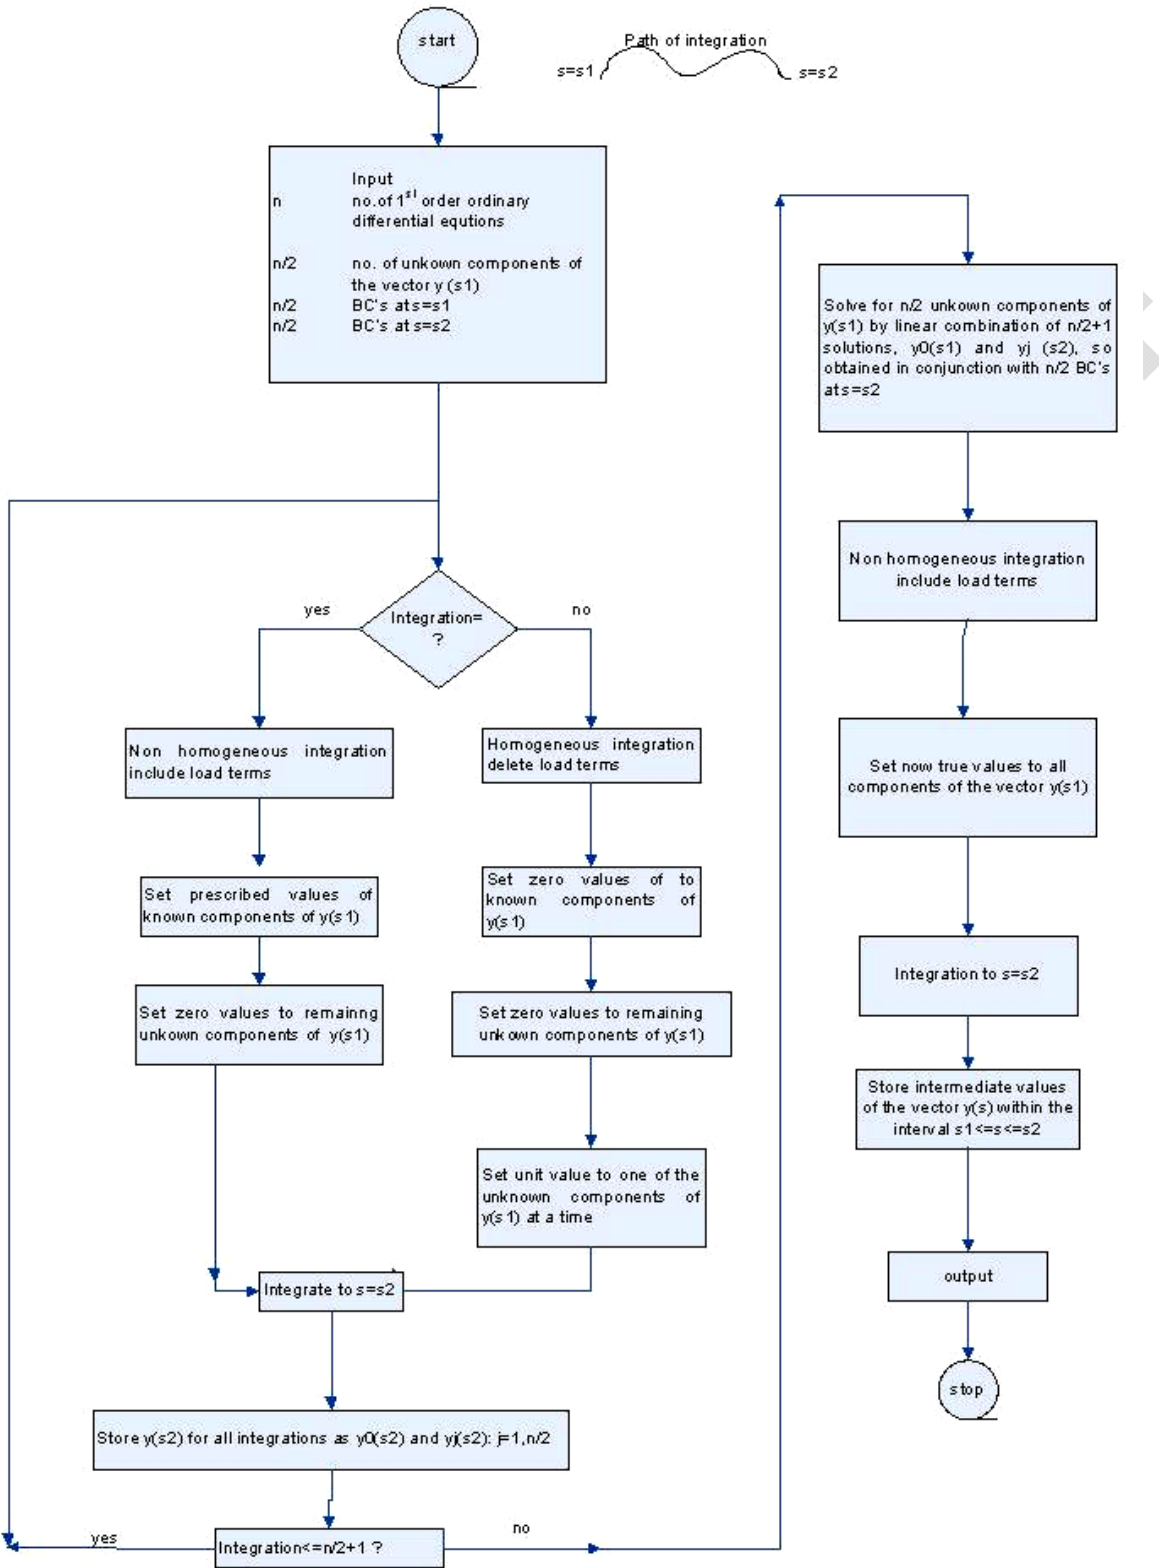 start
Path of integration
s=s1
s=s2
Input
n no.of 1st order ordinary
differential equtions
n/2 no. of unkown components of
the vector y (s1)
n/2 BC's at s=s1
n/2 BC's at s=s2
Integration=
?
yes
no
Non homogeneous integration
include load terms
Set prescribed values of
known components of y(s1)
Set zero values to remainng
unkown components of y(s1)
Homogeneous integration
delete load terms
Set zero values of to
known components of
y(s1)
Set zero values to remaining
unkown components of y(s1)
Set unit value to one of the
unknown components of
y(s1) at a time
Integrate to s=s2
Store y(s2) for all integrations as y0(s2) and yj(s2): j=1,n/2
Integration<=n/2+1 ?
yes
no
Solve for n/2 unkown components of
y(s1) by linear combination of n/2+1
solutions, y0(s1) and yj (s2), so
obtained in conjunction with n/2 BC's
at s=s2
Non homogeneous integration
include load terms
Set now true values to all
components of the vector y(s1)
Integration to s=s2
Store intermediate values
of the vector y(s) within the
interval s1<=s<=s2
output
stop